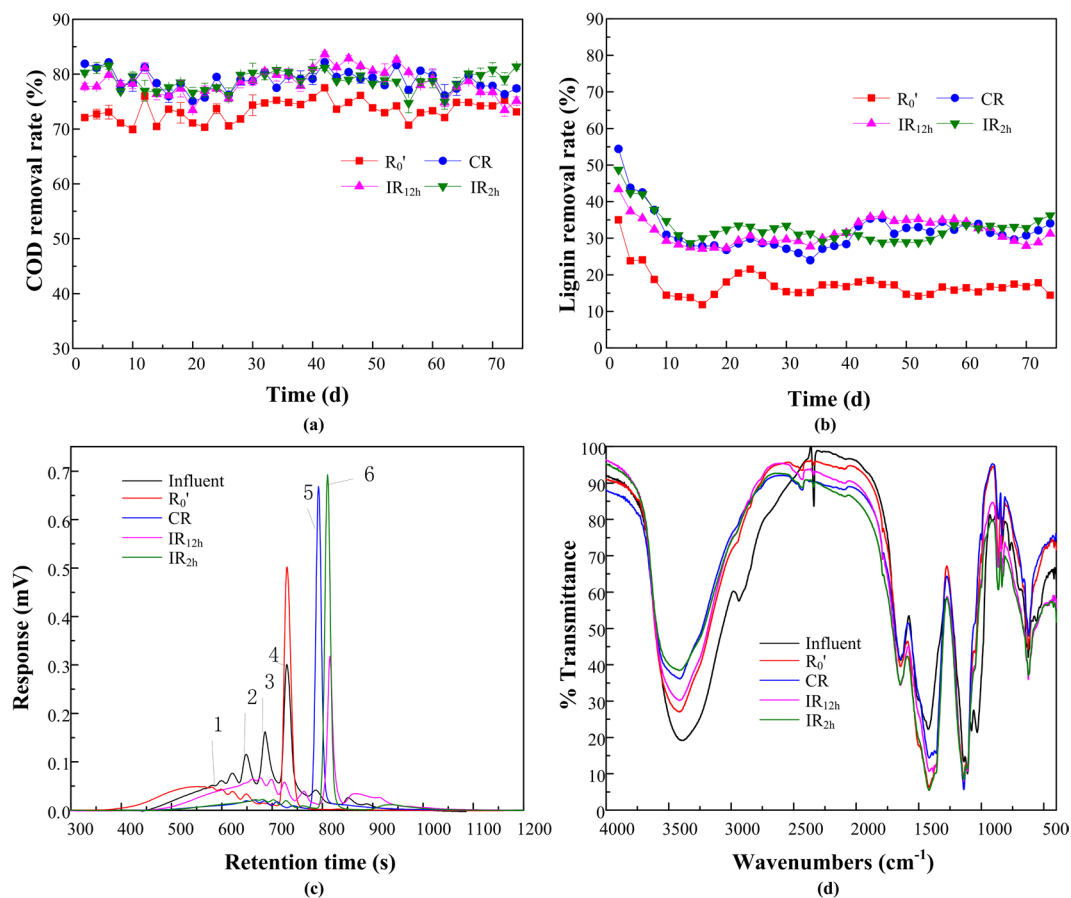 90
80
70
60
50
40
30
COD removal rate (%)
0 10 20 30 40 50 60 70
Time (d)
R₀' CR
IR₁₂ₕ IR₂ₕ
(a)
90
80
70
60
50
40
30
20
10
0
Lignin removal rate (%)
0 10 20 30 40 50 60 70
Time (d)
R₀' CR
IR₁₂ₕ IR₂ₕ
(b)
0.7
0.6
0.5
0.4
0.3
0.2
0.1
0.0
Response (mV)
Influent
R₀'
CR
IR₁₂ₕ
IR₂ₕ
1
2
3
4
5
6
300 400 500 600 700 800 900 1000 1100 1200
Retention time (s)
(c)
100
90
80
70
60
50
40
30
20
10
0
% Transmittance
Influent
R₀'
CR
IR₁₂ₕ
IR₂ₕ
4000 3500 3000 2500 2000 1500 1000 500
Wavenumbers (cm⁻¹)
(d)